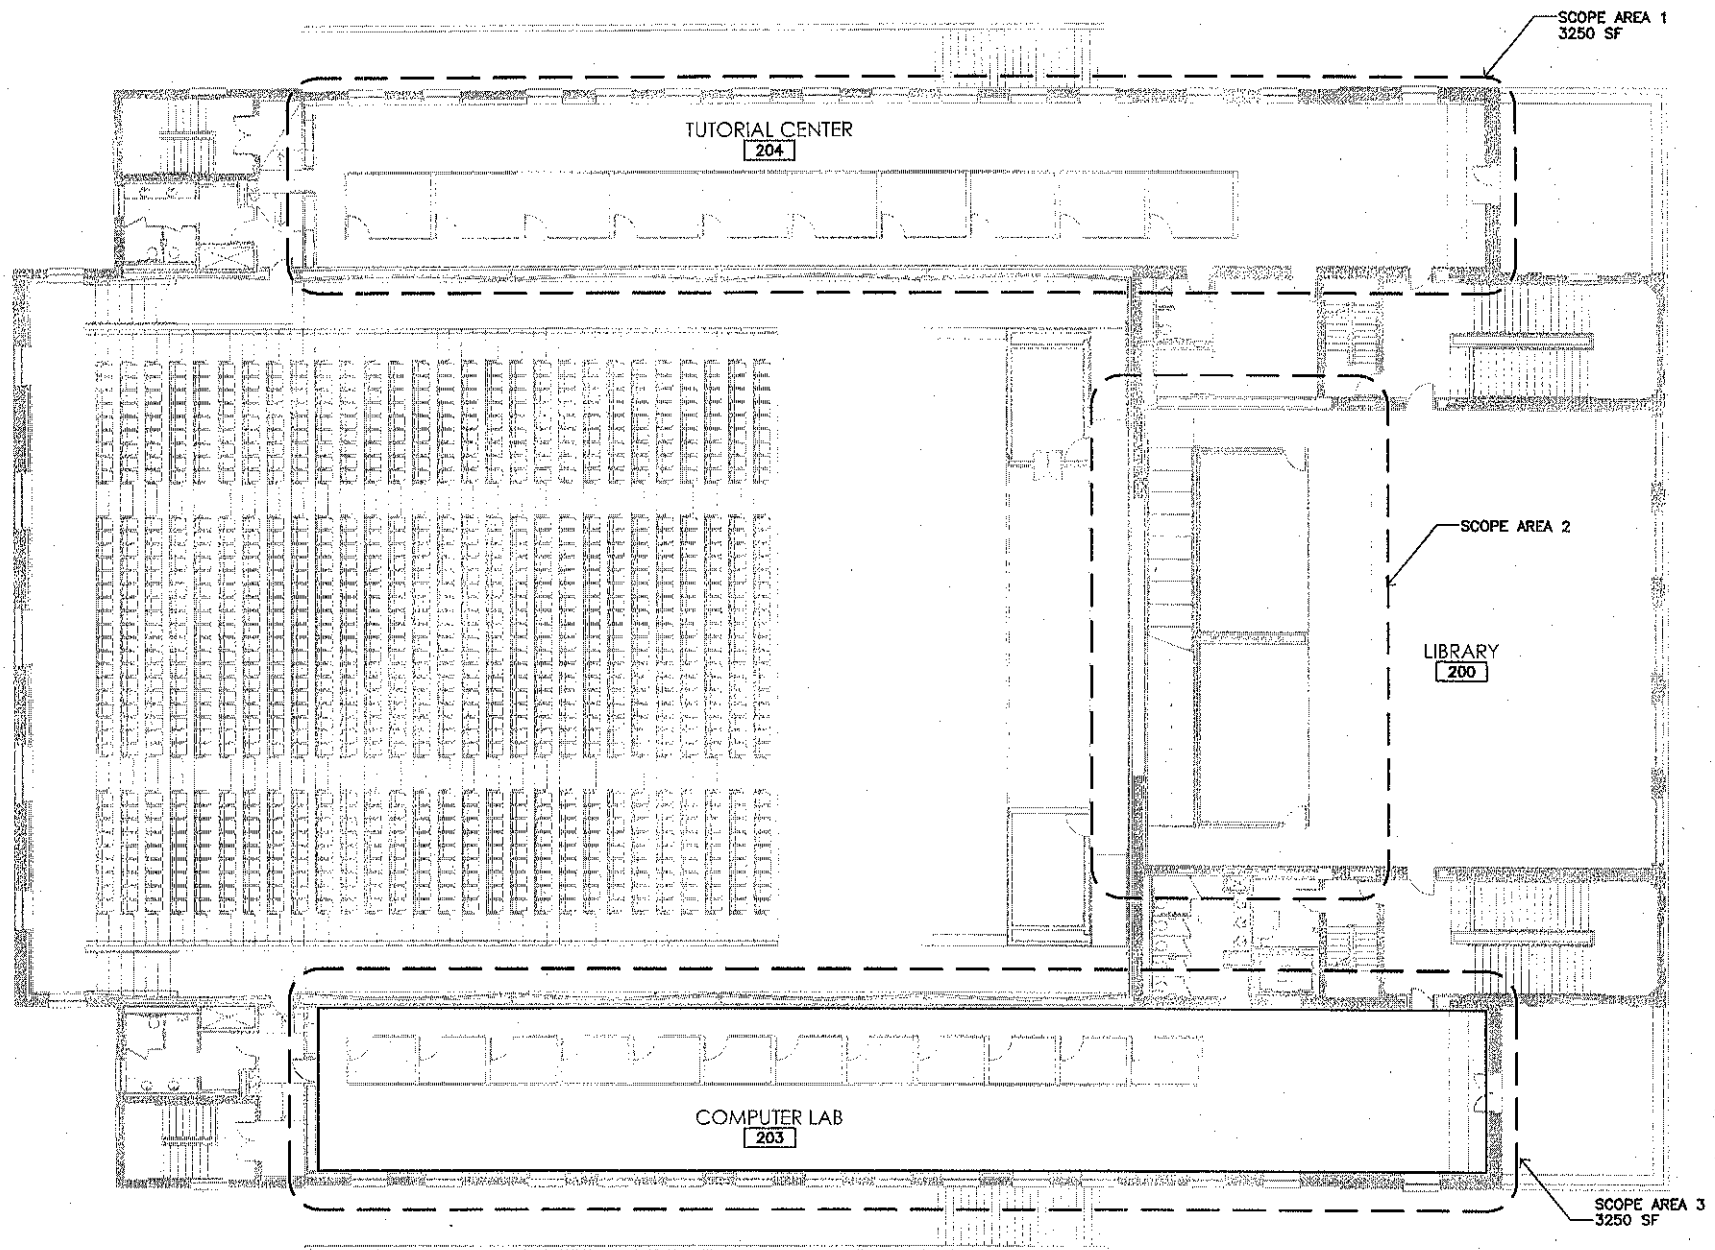 SCOPE AREA 1
3250 SF
TUTORIAL CENTER
204
SCOPE AREA 2
LIBRARY
200
COMPUTER LAB
203
SCOPE AREA 3
3250 SF